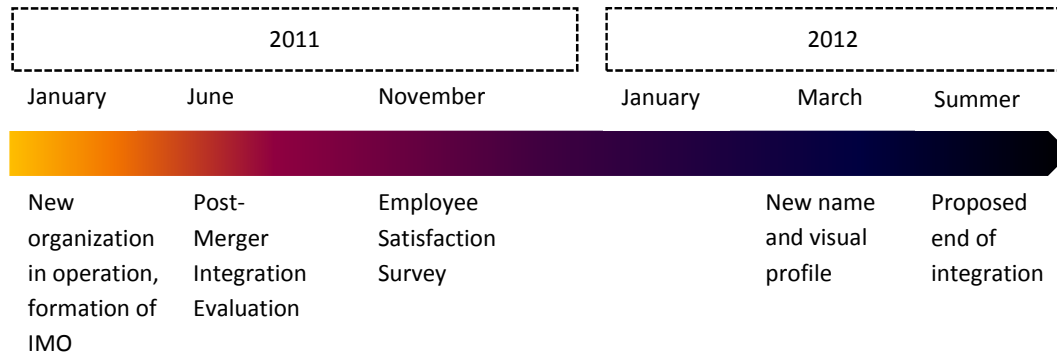 2011
2012
January
June
November
January
March
Summer
New
organization
in operation,
formation of
IMO
Post-
Merger
Integration
Evaluation
Employee
Satisfaction
Survey
New name
and visual
profile
Proposed
end of
integration